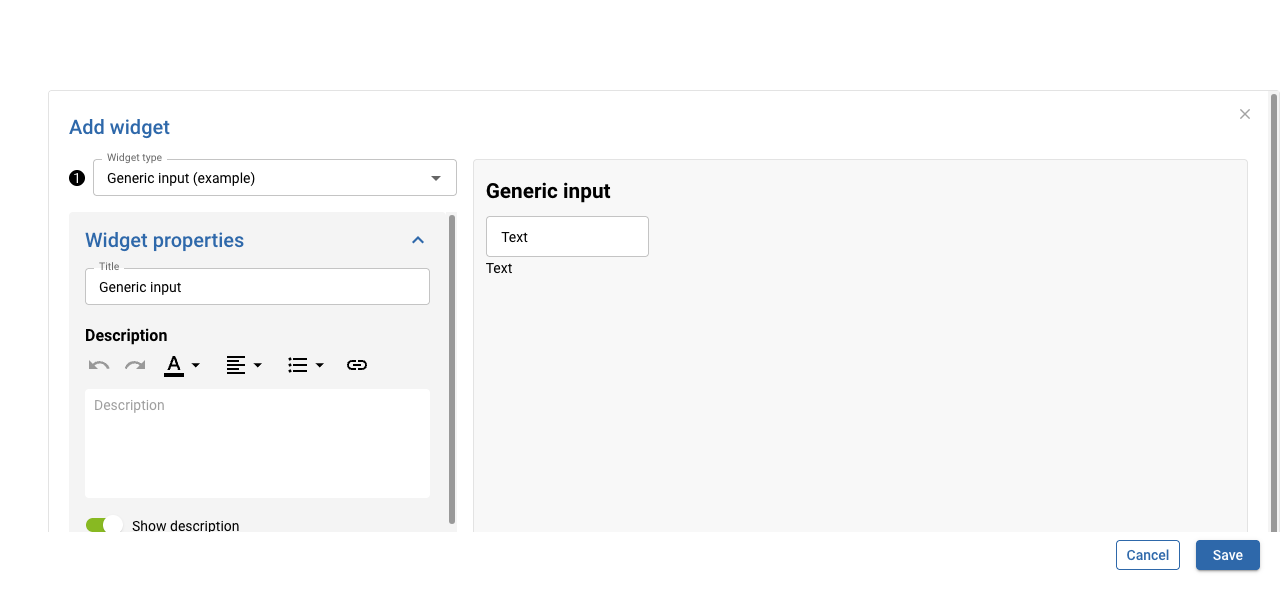 Add widget
Widget type
1
Generic input (example)
Widget properties
Title
Generic input
Description
A
Description
Show description
Generic input
Text
Text
Cancel
Save